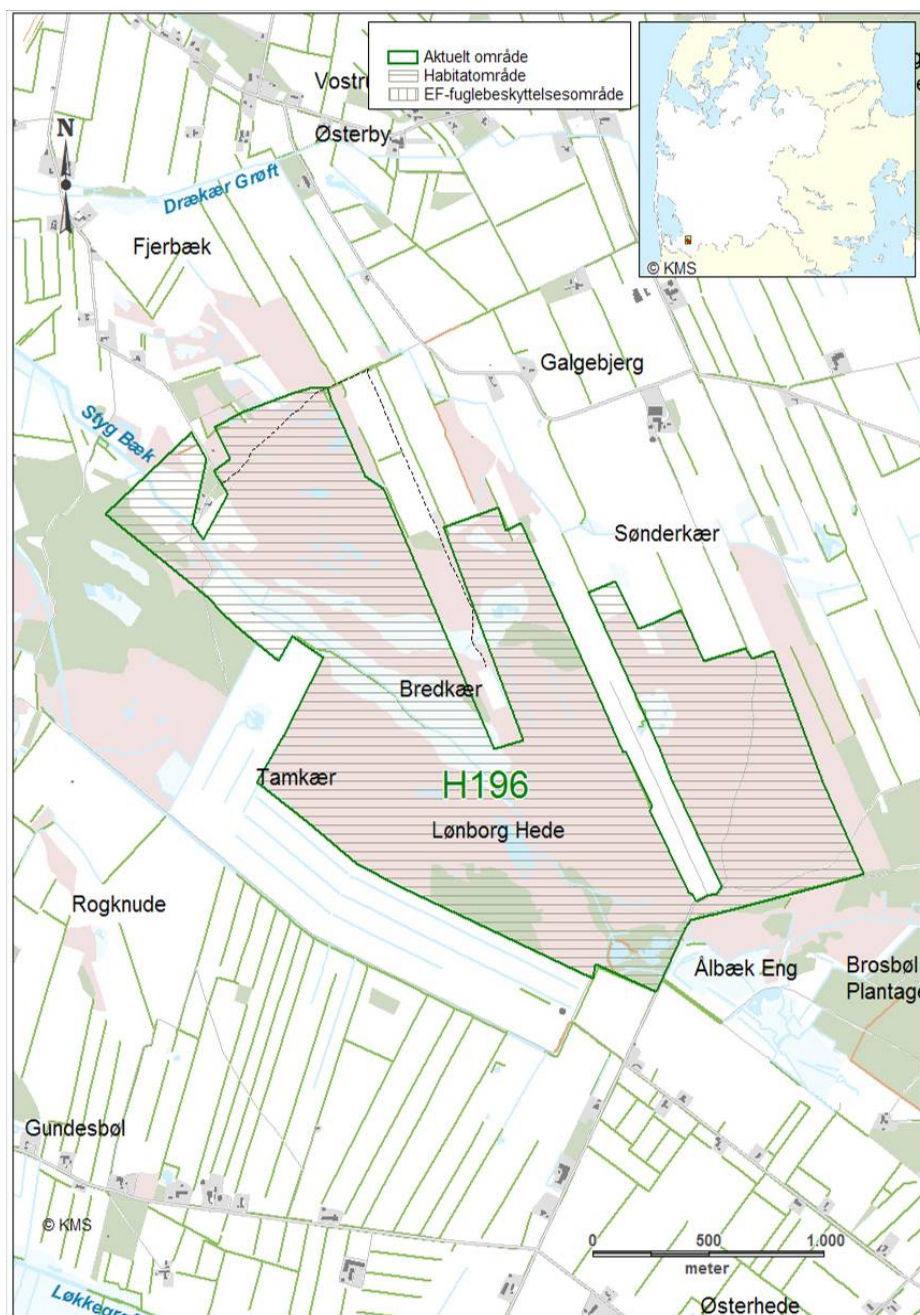 Aktuelt område
Habitatområde
EF-fuglebeskyttelsesområde
Østerby
N
Drækær Grøft
Fjerbæk
© KMS
Galgebjerg
Styg Bæk
Sønderkær
Bredkær
Tamkær
H196
Lønborg Hede
Rogknude
Ålbæk Eng
Brosbøl
Gundesbøl
© KMS
0 500 1.000
meter
Østerhede